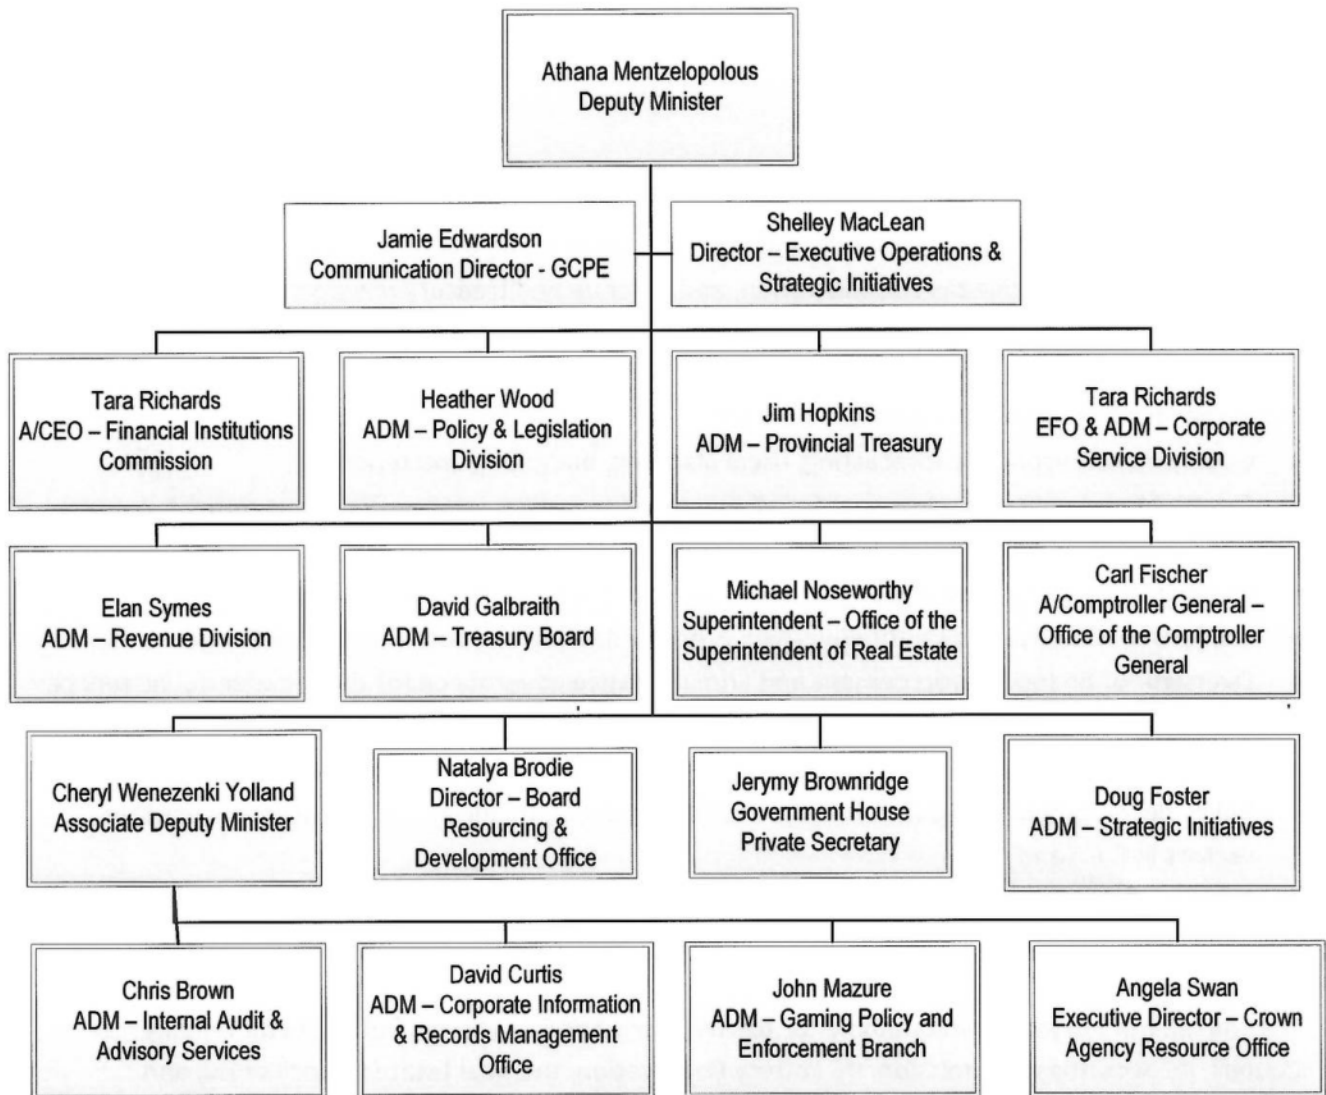 Athana Mentzelopolous
Deputy Minister
Jamie Edwardson
Communication Director - GCPE
Shelley MacLean
Director – Executive Operations &
Strategic Initiatives
Tara Richards
A/CEO – Financial Institutions
Commission
Heather Wood
ADM – Policy & Legislation
Division
Jim Hopkins
ADM – Provincial Treasury
Tara Richards
EFO & ADM – Corporate
Service Division
Elan Symes
ADM – Revenue Division
David Galbraith
ADM – Treasury Board
Michael Noseworthy
Superintendent – Office of the
Superintendent of Real Estate
Carl Fischer
A/Comptroller General –
Office of the Comptroller
General
Cheryl Wenezenki Yolland
Associate Deputy Minister
Natalya Brodie
Director – Board
Resourcing &
Development Office
Jerymy Brownridge
Government House
Private Secretary
Doug Foster
ADM – Strategic Initiatives
Chris Brown
ADM – Internal Audit &
Advisory Services
David Curtis
ADM – Corporate Information
& Records Management
Office
John Mazure
ADM – Gaming Policy and
Enforcement Branch
Angela Swan
Executive Director – Crown
Agency Resource Office